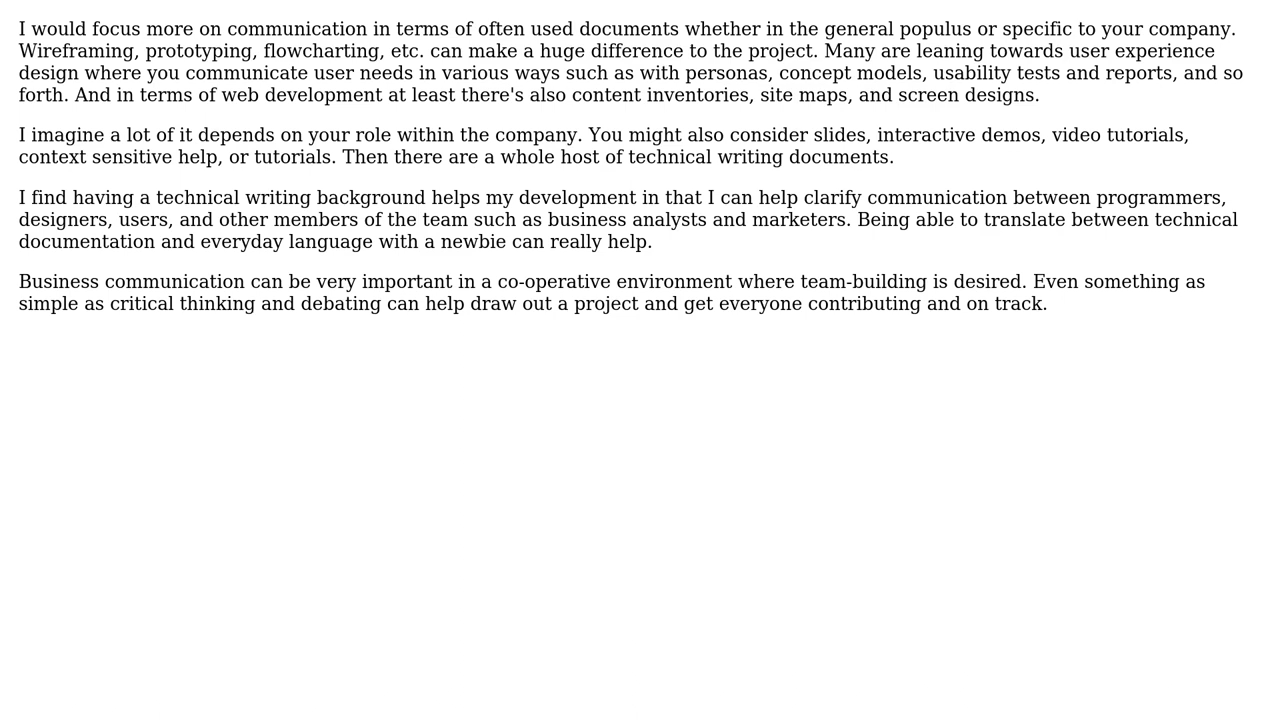 I would focus more on communication in terms of often used documents whether in the general populus or specific to your company.
Wireframing, prototyping, flowcharting, etc. can make a huge difference to the project. Many are leaning towards user experience
design where you communicate user needs in various ways such as with personas, concept models, usability tests and reports, and so
forth. And in terms of web development at least there's also content inventories, site maps, and screen designs.
I imagine a lot of it depends on your role within the company. You might also consider slides, interactive demos, video tutorials,
context sensitive help, or tutorials. Then there are a whole host of technical writing documents.
I find having a technical writing background helps my development in that I can help clarify communication between programmers,
designers, users, and other members of the team such as business analysts and marketers. Being able to translate between technical
documentation and everyday language with a newbie can really help.
Business communication can be very important in a co-operative environment where team-building is desired. Even something as
simple as critical thinking and debating can help draw out a project and get everyone contributing and on track.